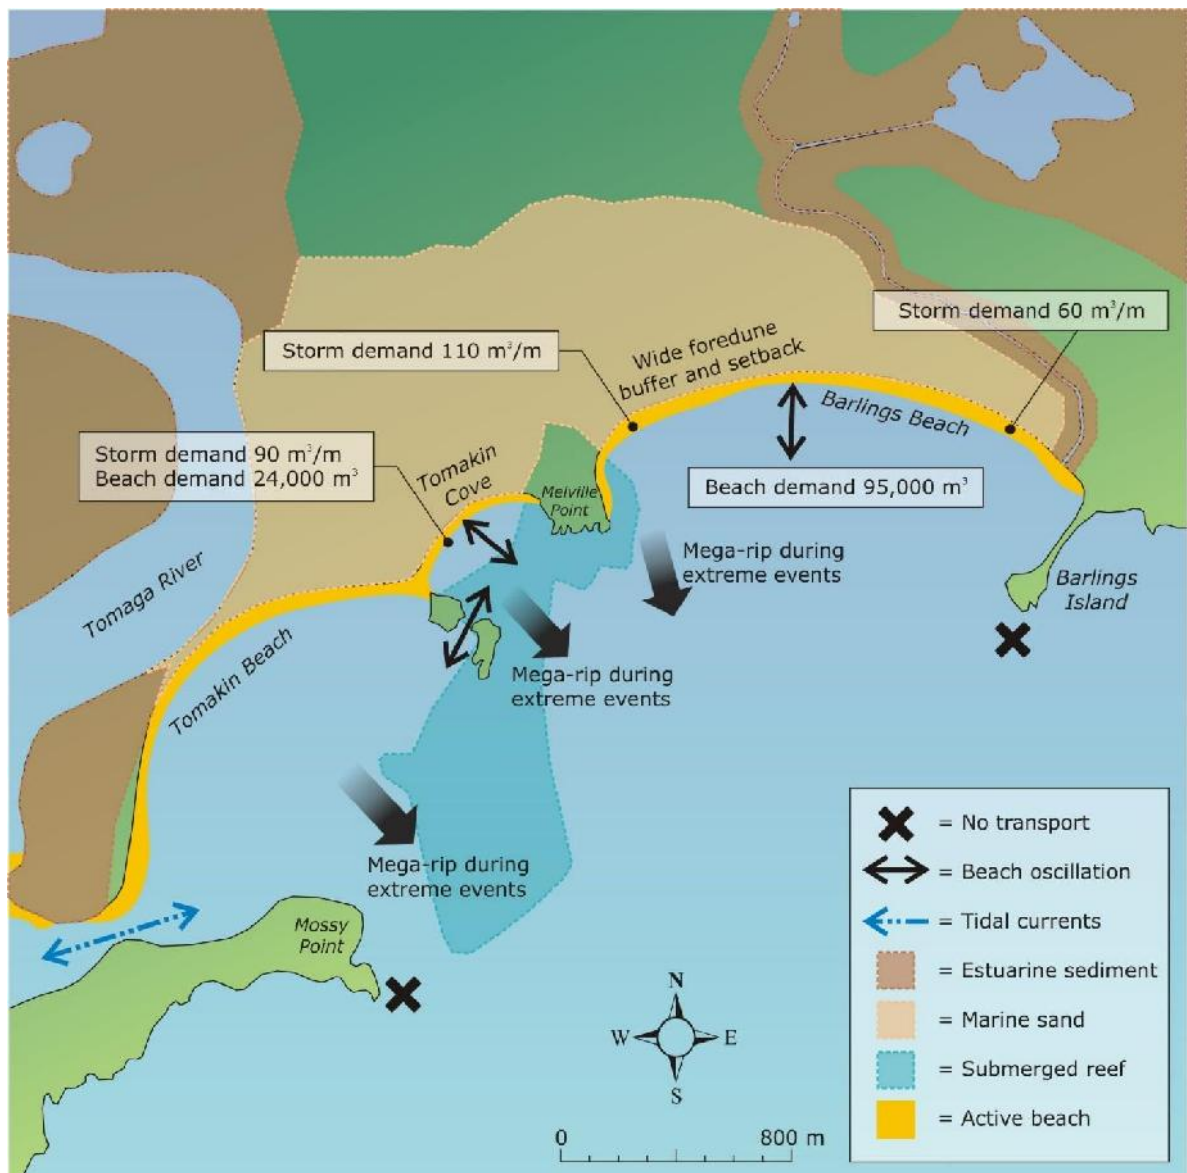 Storm demand 60 m³/m
Storm demand 110 m³/m
Wide foredune
buffer and setback
Barlings Beach
Storm demand 90 m³/m
Beach demand 24,000 m³
Tomakin
Cove
Melville
Point
Beach demand 95,000 m³
Mega-rip during
extreme events
Barlings
Island
Tomaga River
Tomakin Beach
Mega-rip during
extreme events
Mega-rip during
extreme events
Mossy
Point
= No transport
= Beach oscillation
= Tidal currents
= Estuarine sediment
= Marine sand
= Submerged reef
= Active beach
N
W E
S
0 800 m